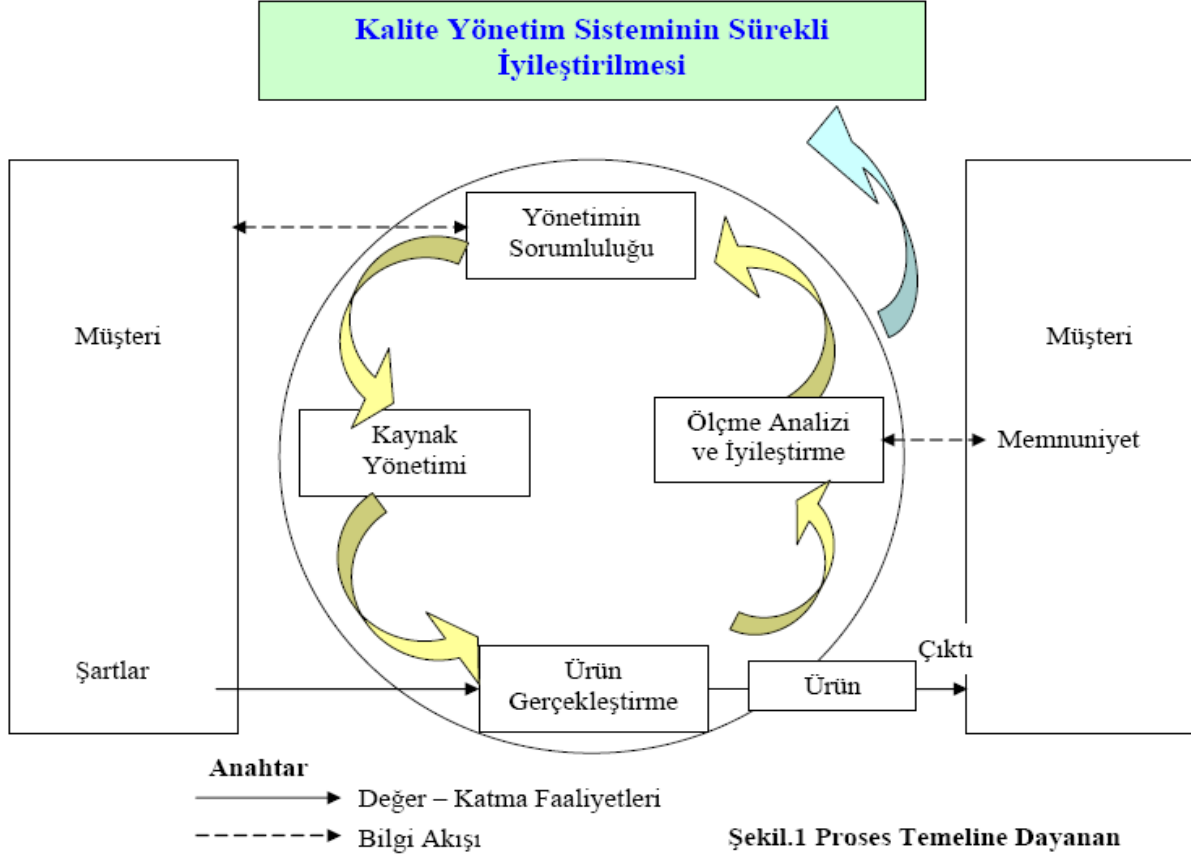 Kalite Yönetim Sisteminin Sürekli
İyileştirilmesi
Yönetimin
Sorumluluğu
Müşteri
Müşteri
Kaynak
Yönetimi
Ölçme Analizi
ve İyileştirme
Memnuniyet
Şartlar
Ürün
Gerçekleştirme
Ürün
Çıktı
Anahtar
Değer – Katma Faaliyetleri
Bilgi Akışı
Şekil.1 Proses Temeline Dayanan